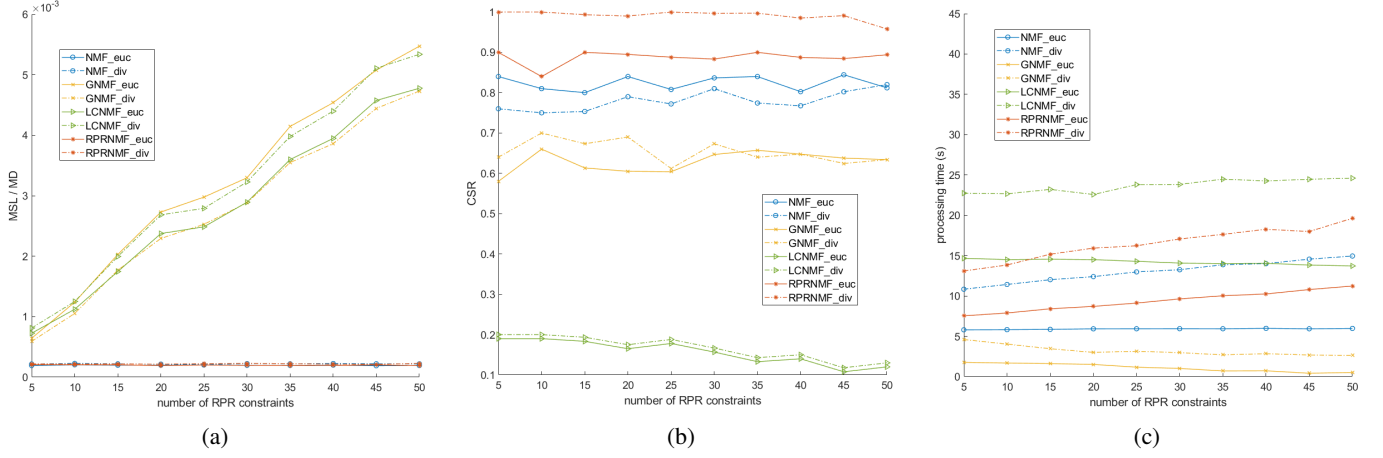 ×10⁻³
6
5
4
3
2
1
0
MSL / MD
NMF_euc
NMF_div
GNMF_euc
GNMF_div
LCNMF_euc
LCNMF_div
RPRNMF_euc
RPRNMF_div
5 10 15 20 25 30 35 40 45 50
number of RPR constraints
(a)
1
0.9
0.8
0.7
0.6
0.5
0.4
0.3
0.2
0.1
CSR
NMF_euc
NMF_div
GNMF_euc
GNMF_div
LCNMF_euc
LCNMF_div
RPRNMF_euc
RPRNMF_div
5 10 15 20 25 30 35 40 45 50
number of RPR constraints
(b)
45
40
35
30
25
20
15
10
5
0
processing time (s)
NMF_euc
NMF_div
GNMF_euc
GNMF_div
LCNMF_euc
LCNMF_div
RPRNMF_euc
RPRNMF_div
5 10 15 20 25 30 35 40 45 50
number of RPR constraints
(c)